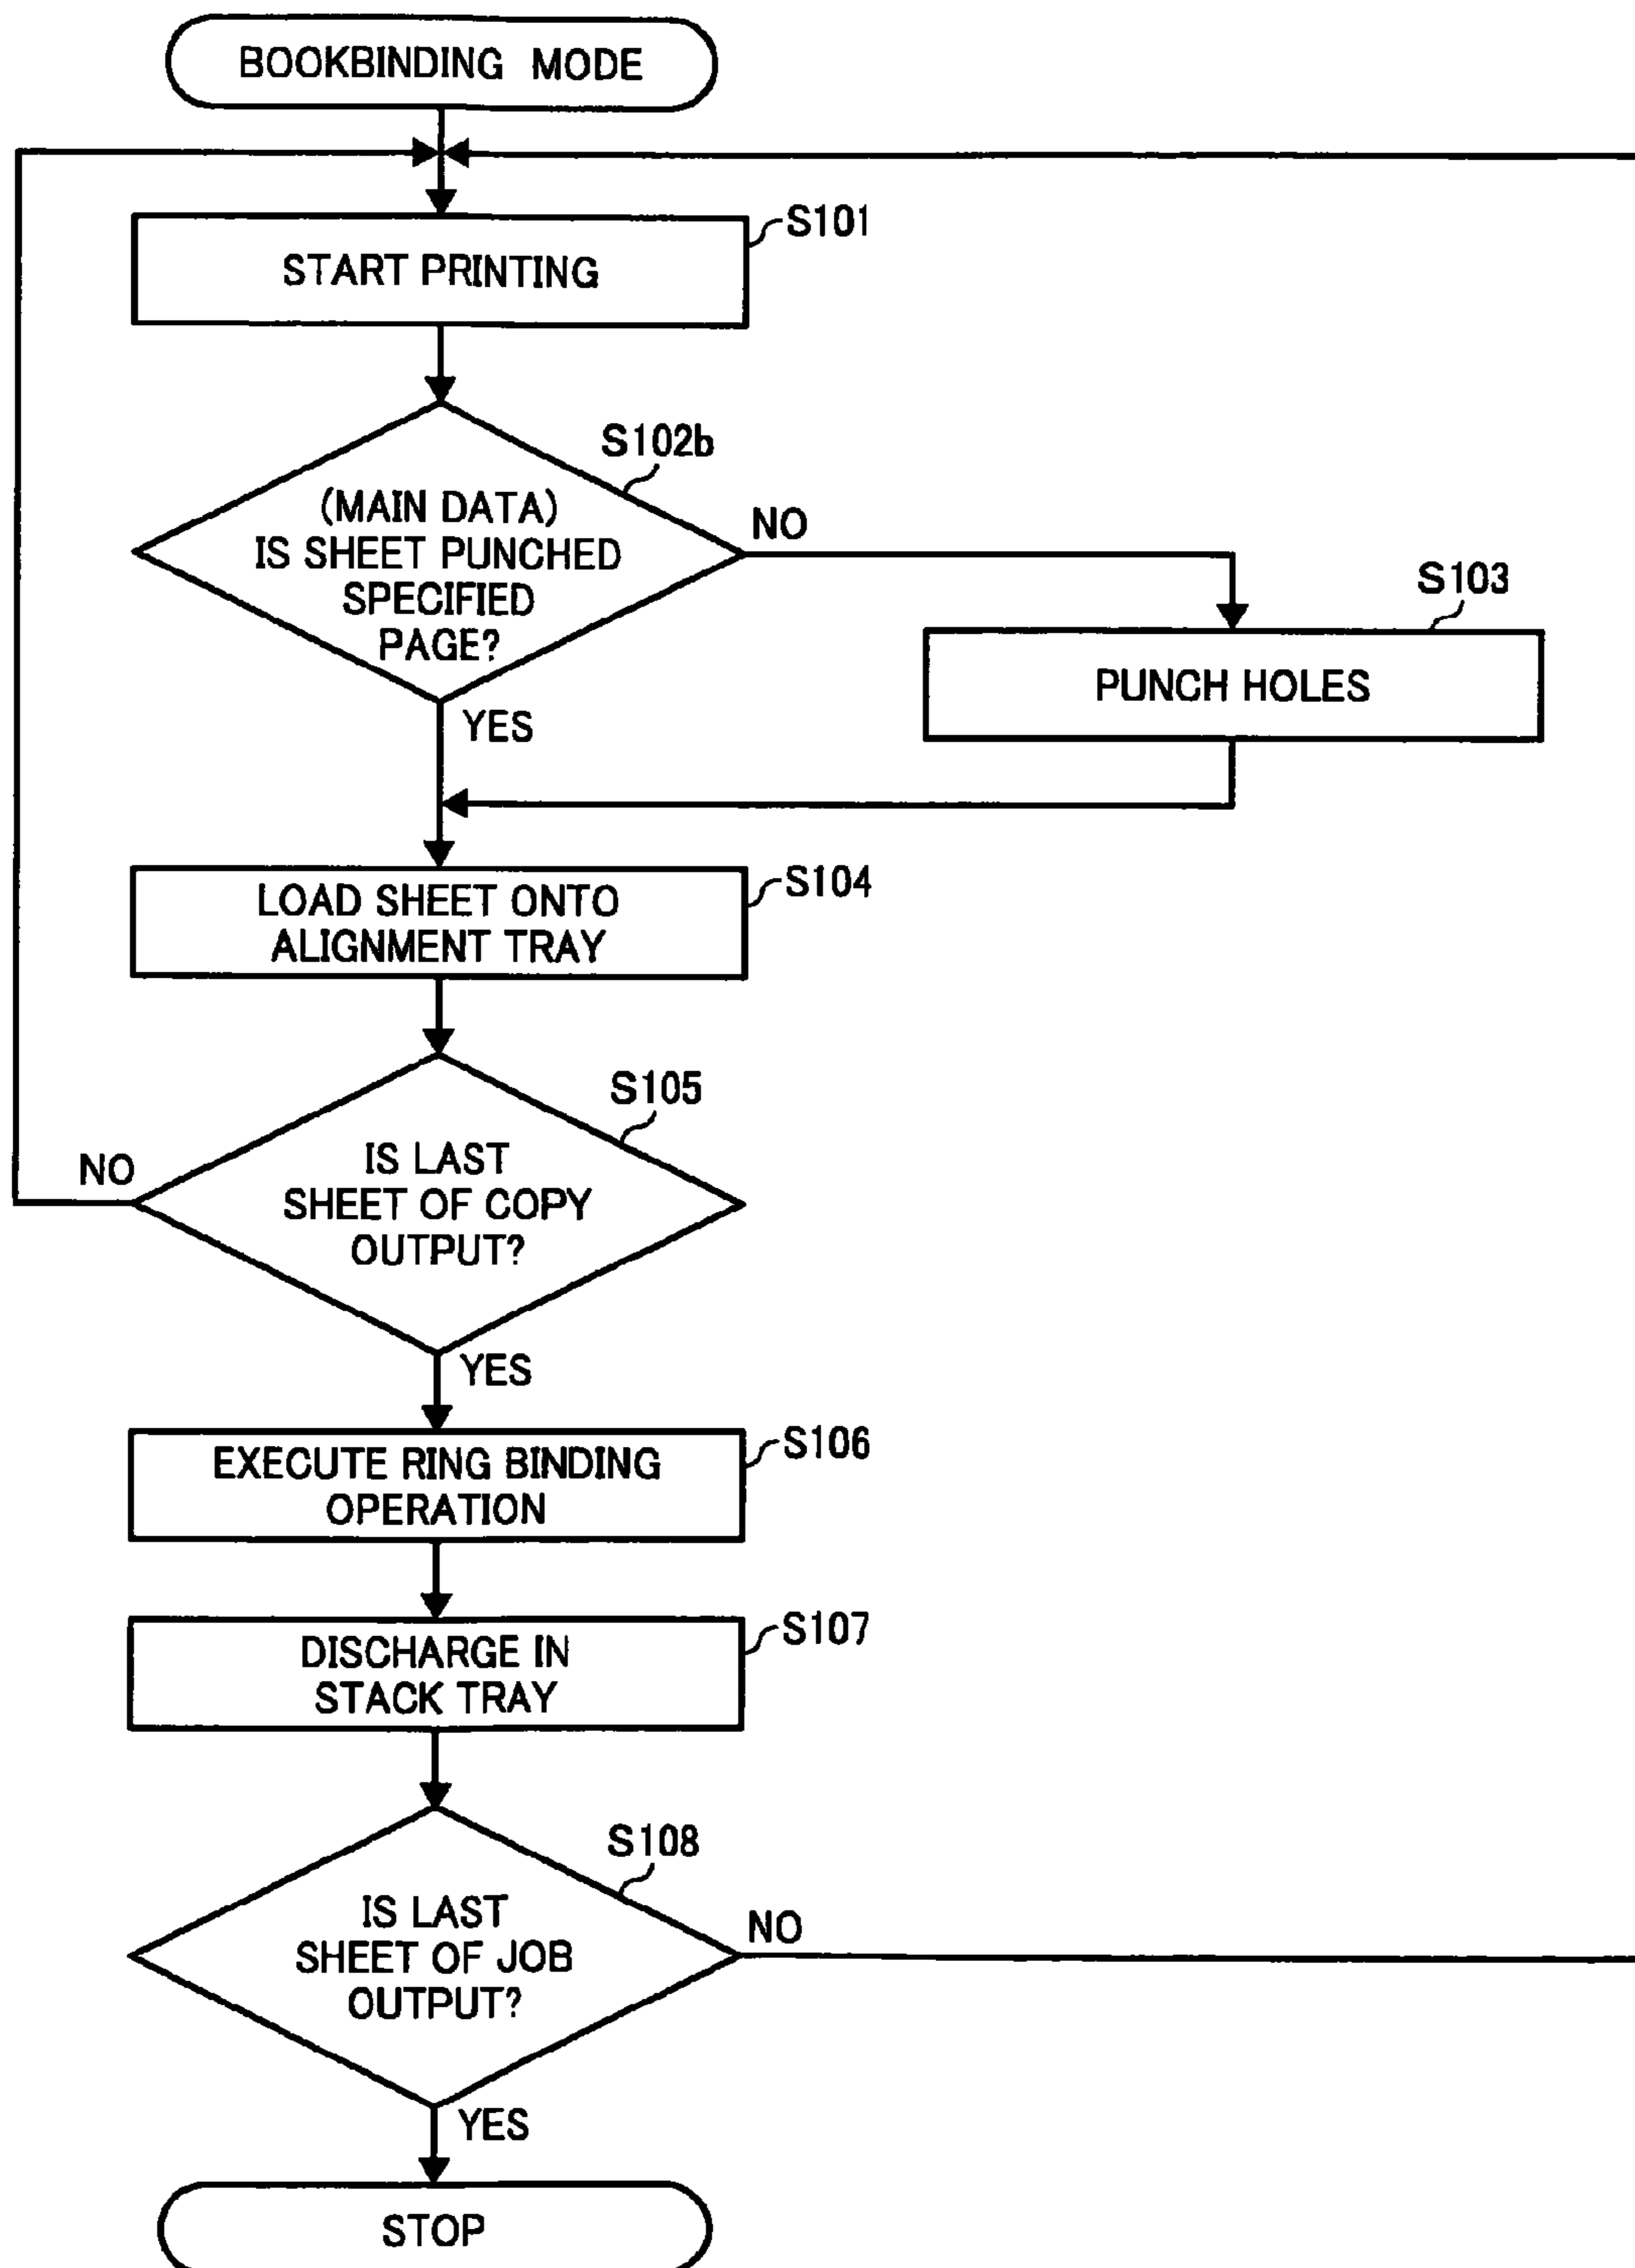 BOOKBINDING MODE
S101
START PRINTING
S102b
(MAIN DATA)
IS SHEET PUNCHED
SPECIFIED
PAGE?
NO
YES
S103
PUNCH HOLES
S104
LOAD SHEET ONTO
ALIGNMENT TRAY
S105
IS LAST
SHEET OF COPY
OUTPUT?
NO
YES
S106
EXECUTE RING BINDING
OPERATION
S107
DISCHARGE IN
STACK TRAY
S108
IS LAST
SHEET OF JOB
OUTPUT?
NO
YES
STOP